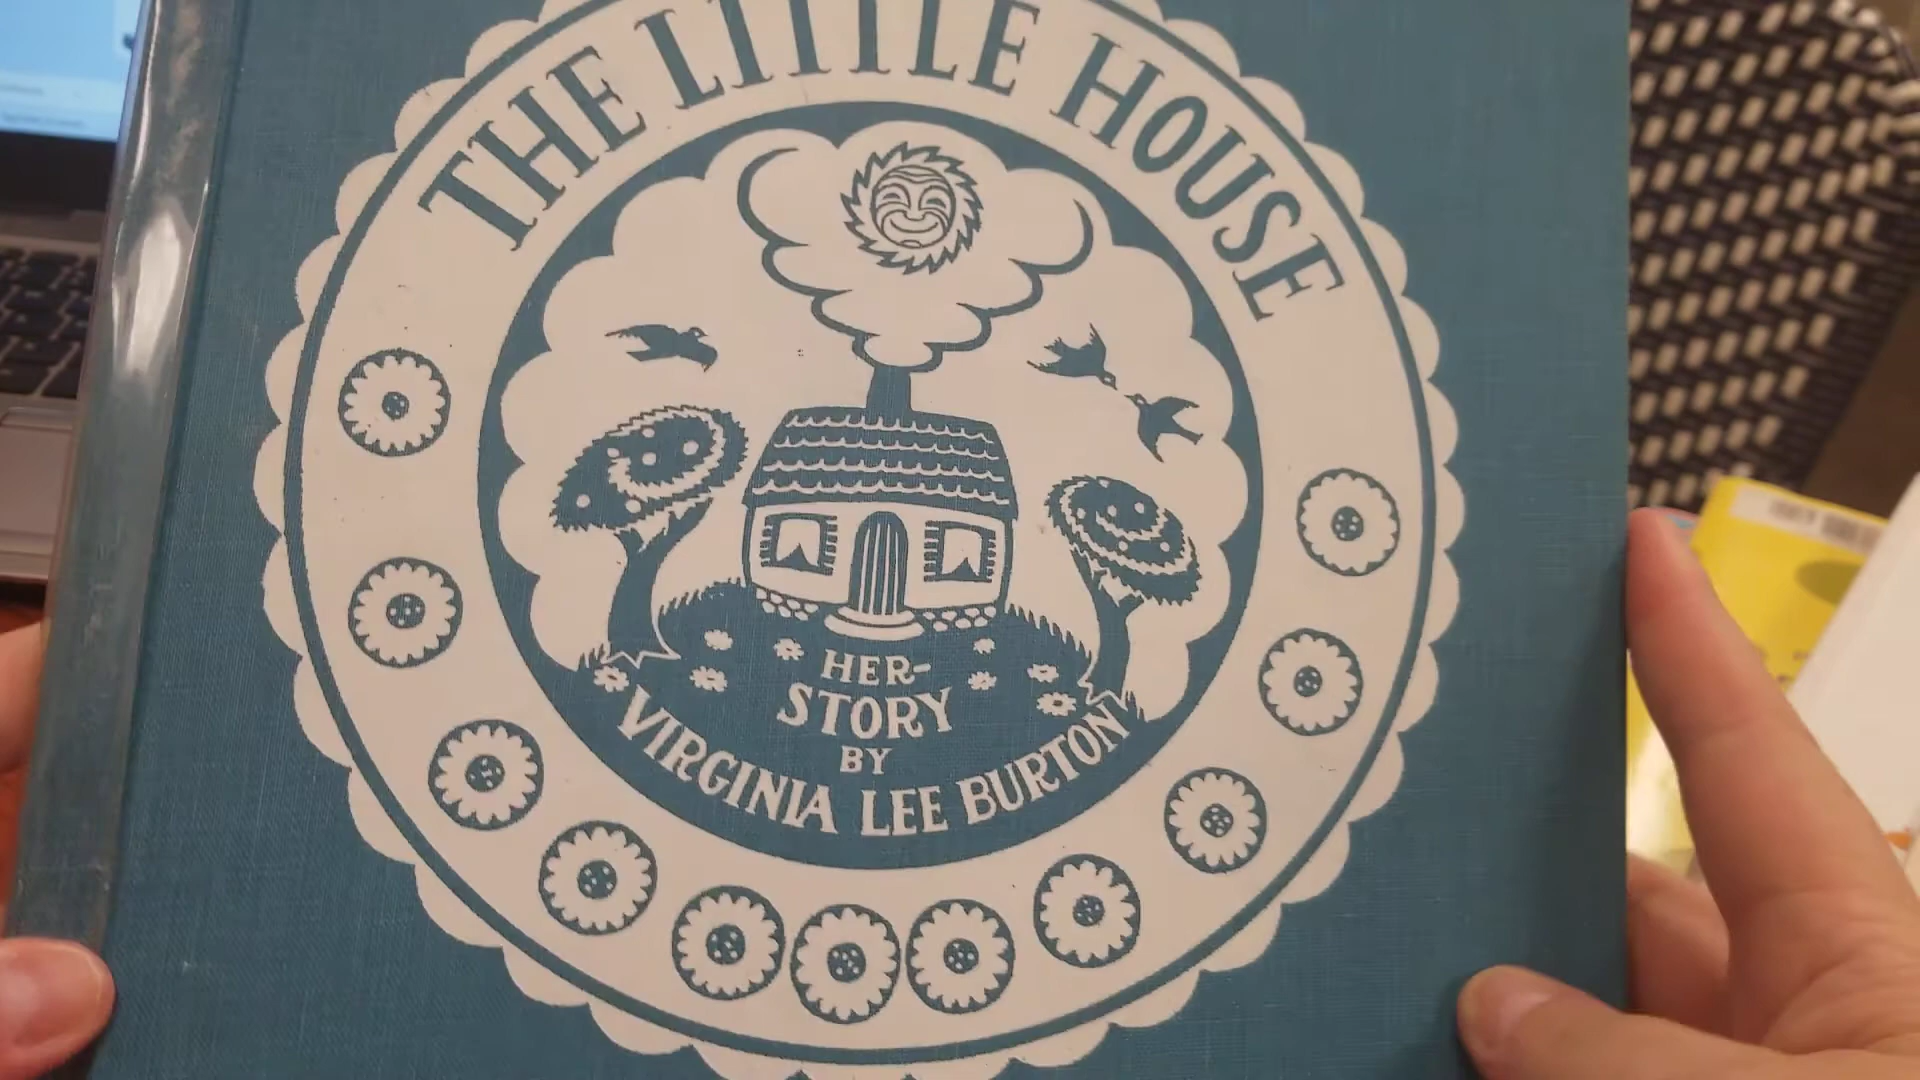 THE LITTLE HOUSE
HER-
STORY
BY
VIRGINIA LEE BURTON